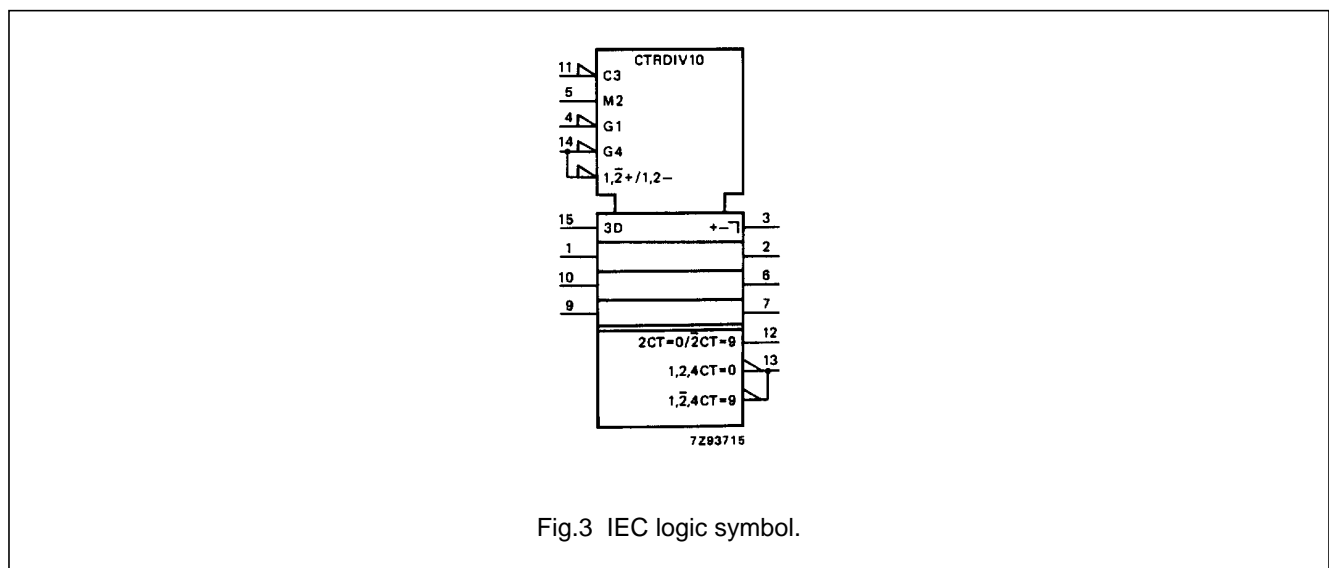 CTRDIV10
11 C3
5 M2
4 G1
14 G4
1,2̅+/1,2−
15 3D +−¬ 3
1 2
10 6
9 7
2CT=0/2̅CT=9 12
1,2,4CT=0 13
1,2̅,4CT=9
7Z93715
Fig.3 IEC logic symbol.